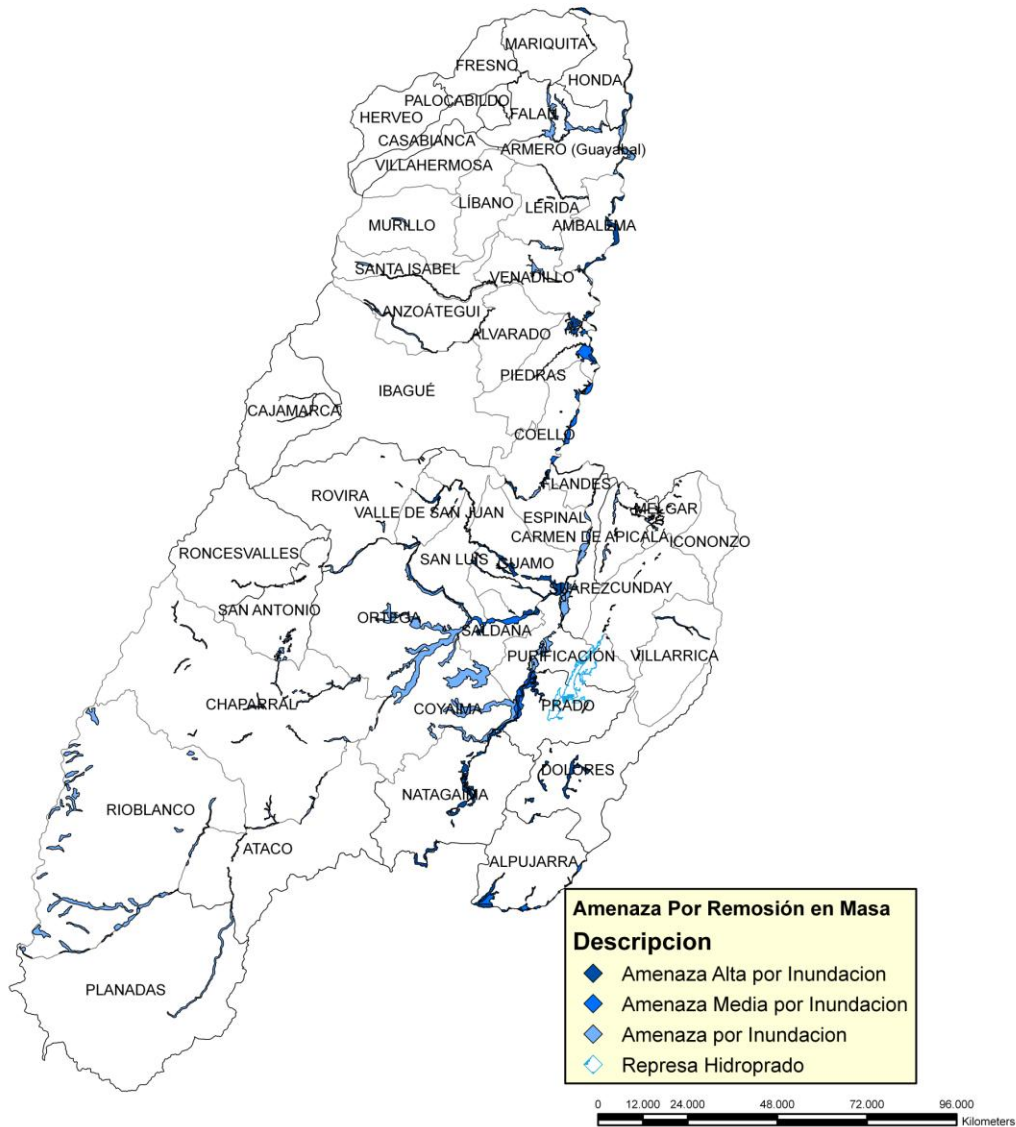 MARIQUITA
FRESNO
HONDA
PALOCABILDO
HERVEO
FALAN
CASABIANCA
ARMERO (Guayabal)
VILLAHERMOSA
LÍBANO
LÉRIDA
MURILLO
AMBALEMA
SANTA ISABEL
VENADILLO
ANZOÁTEGUI
ALVARADO
PIEDRAS
IBAGUÉ
CAJAMARCA
COELLO
FLANDES
ROVIRA
VALLE DE SAN JUAN
ESPINAL
MELGAR
CARMEN DE APICALÁ
ICONONZO
RONCESVALLES
SAN LUIS
GUAMO
SUÁREZ
CUNDAY
SAN ANTONIO
ORTEGA
SALDAÑA
PURIFICACIÓN
VILLARRICA
CHAPARRAL
COYAIMA
PRADO
DOLORES
NATAGAIMA
RIOBLANCO
ATACO
ALPUJARRA
PLANADAS
Amenaza Por Remosión en Masa
Descripcion
Amenaza Alta por Inundacion
Amenaza Media por Inundacion
Amenaza por Inundacion
Represa Hidroprado
0 12.000 24.000 48.000 72.000 96.000
Kilometers